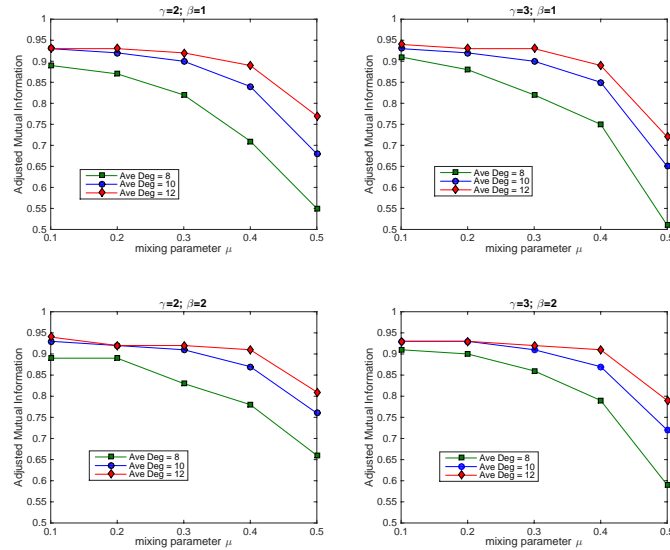 γ=2; β=1
Adjusted Mutual Information
1
0.95
0.9
0.85
0.8
0.75
0.7
0.65
0.6
0.55
0.5
Ave Deg = 8
Ave Deg = 10
Ave Deg = 12
0.1 0.2 0.3 0.4 0.5
mixing parameter μ
γ=3; β=1
Adjusted Mutual Information
1
0.95
0.9
0.85
0.8
0.75
0.7
0.65
0.6
0.55
0.5
Ave Deg = 8
Ave Deg = 10
Ave Deg = 12
0.1 0.2 0.3 0.4 0.5
mixing parameter μ
γ=2; β=2
Adjusted Mutual Information
1
0.95
0.9
0.85
0.8
0.75
0.7
0.65
0.6
0.55
0.5
Ave Deg = 8
Ave Deg = 10
Ave Deg = 12
0.1 0.2 0.3 0.4 0.5
mixing parameter μ
γ=3; β=2
Adjusted Mutual Information
1
0.95
0.9
0.85
0.8
0.75
0.7
0.65
0.6
0.55
0.5
Ave Deg = 8
Ave Deg = 10
Ave Deg = 12
0.1 0.2 0.3 0.4 0.5
mixing parameter μ